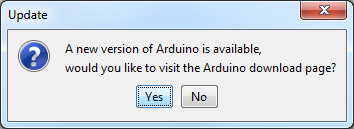 Update
A new version of Arduino is available,
would you like to visit the Arduino download page?
Yes No